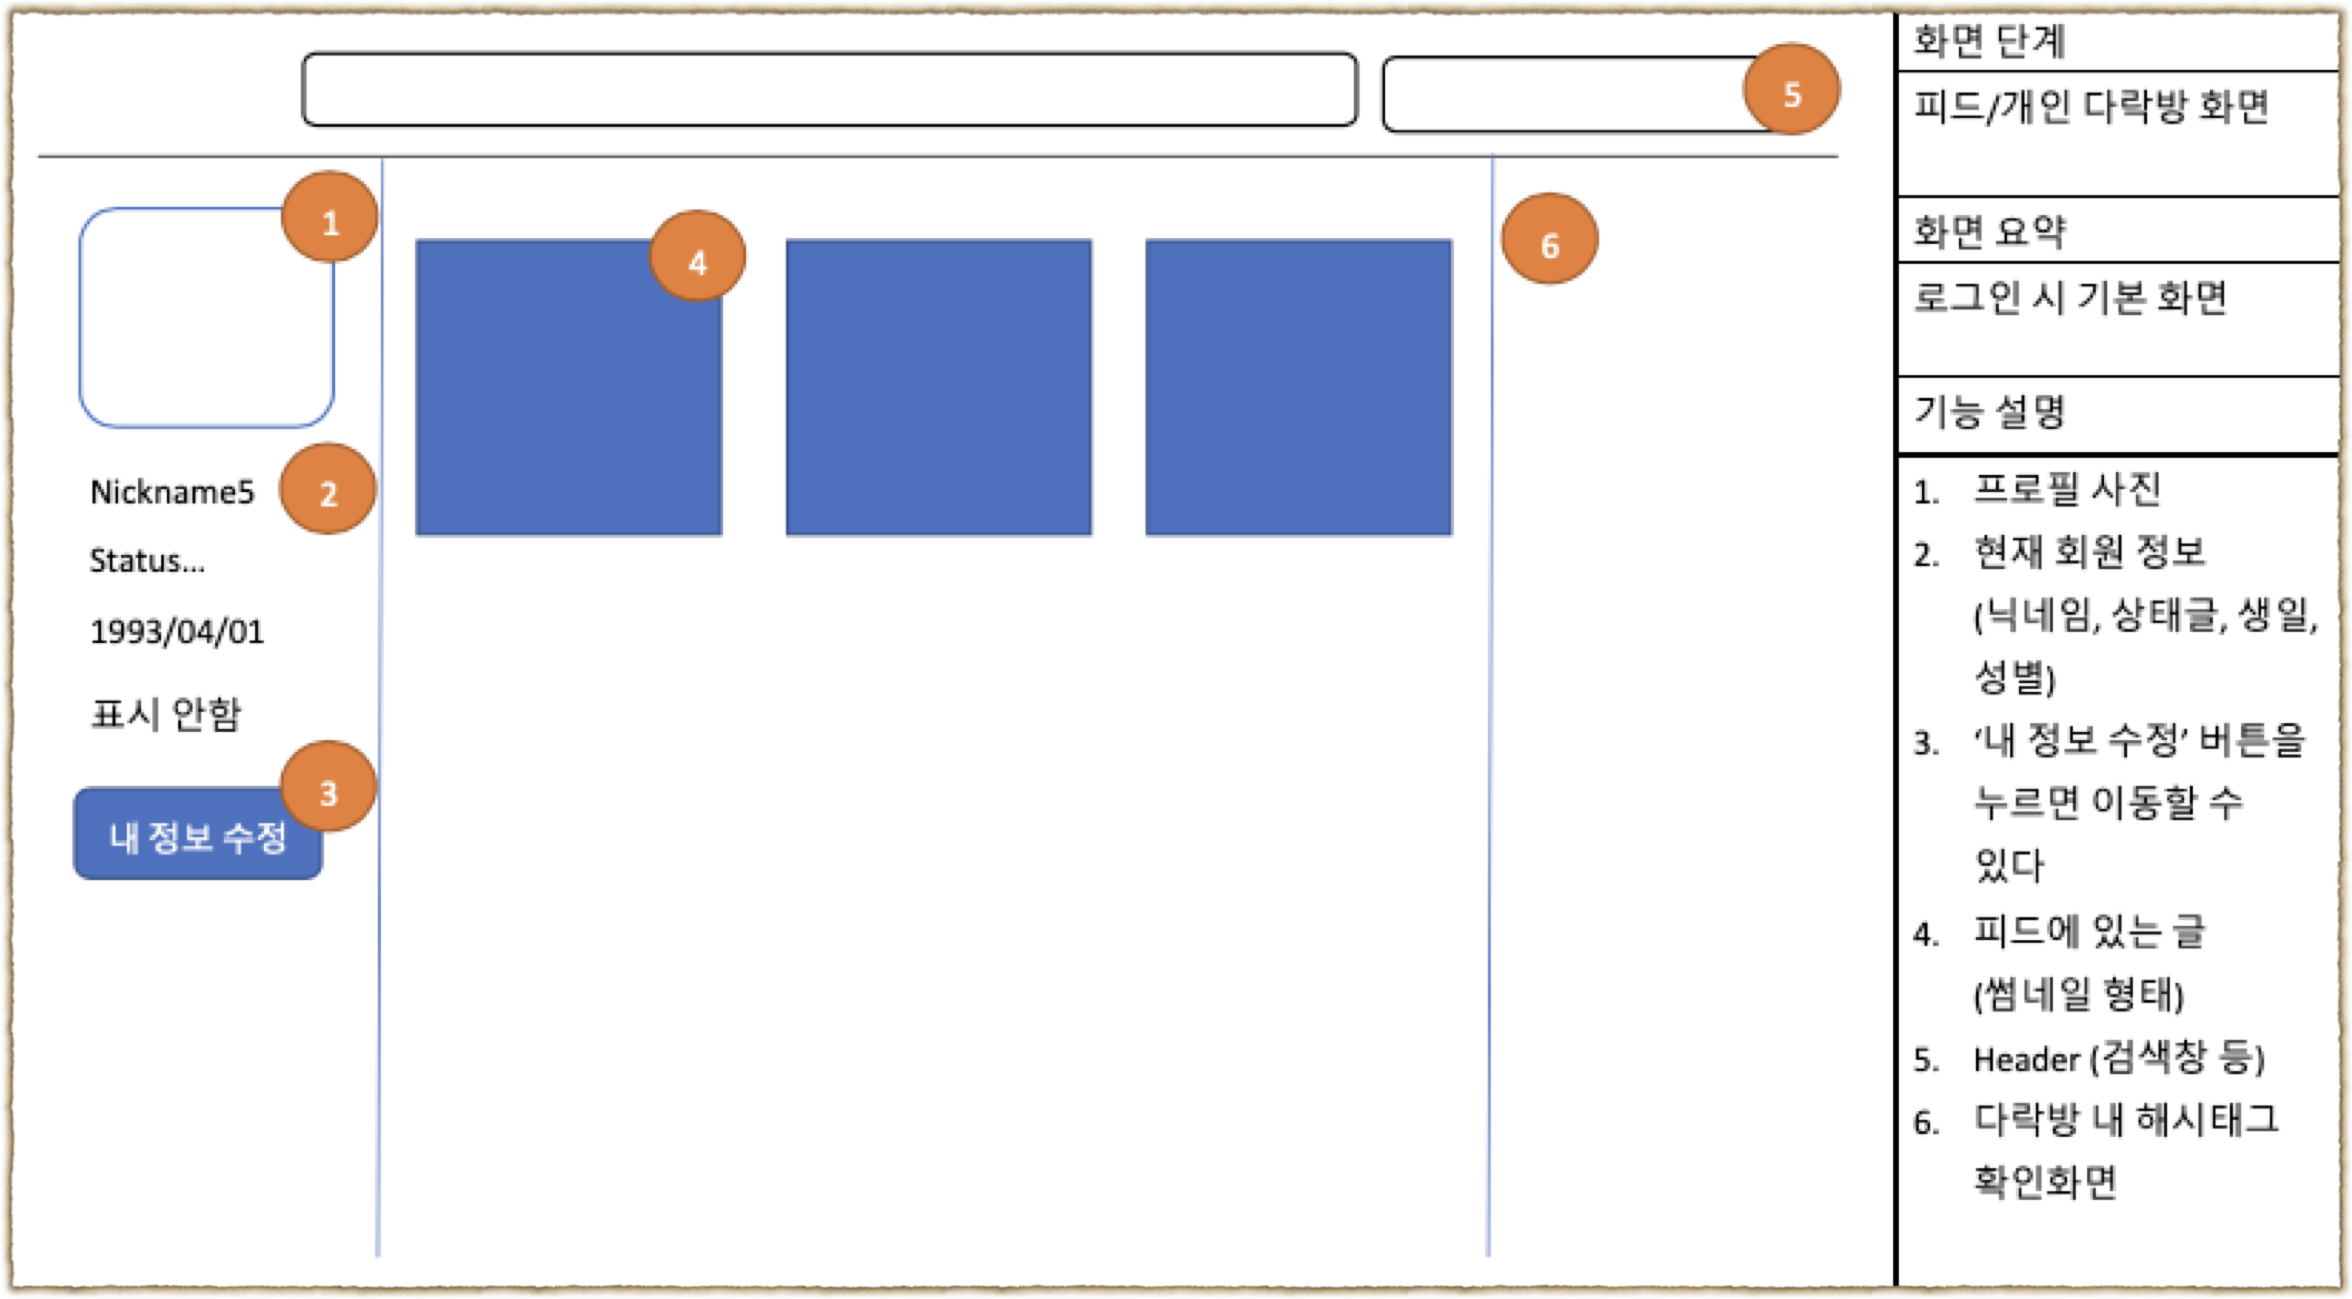 5
1
4
6
Nickname5
2
Status...
1993/04/01
표시 안함
3
내 정보 수정
화면 단계
피드/개인 다락방 화면
화면 요약
로그인 시 기본 화면
기능 설명
1. 프로필 사진
2. 현재 회원 정보
(닉네임, 상태글, 생일,
성별)
3. ‘내 정보 수정’ 버튼을
누르면 이동할 수
있다
4. 피드에 있는 글
(썸네일 형태)
5. Header (검색창 등)
6. 다락방 내 해시태그
확인화면